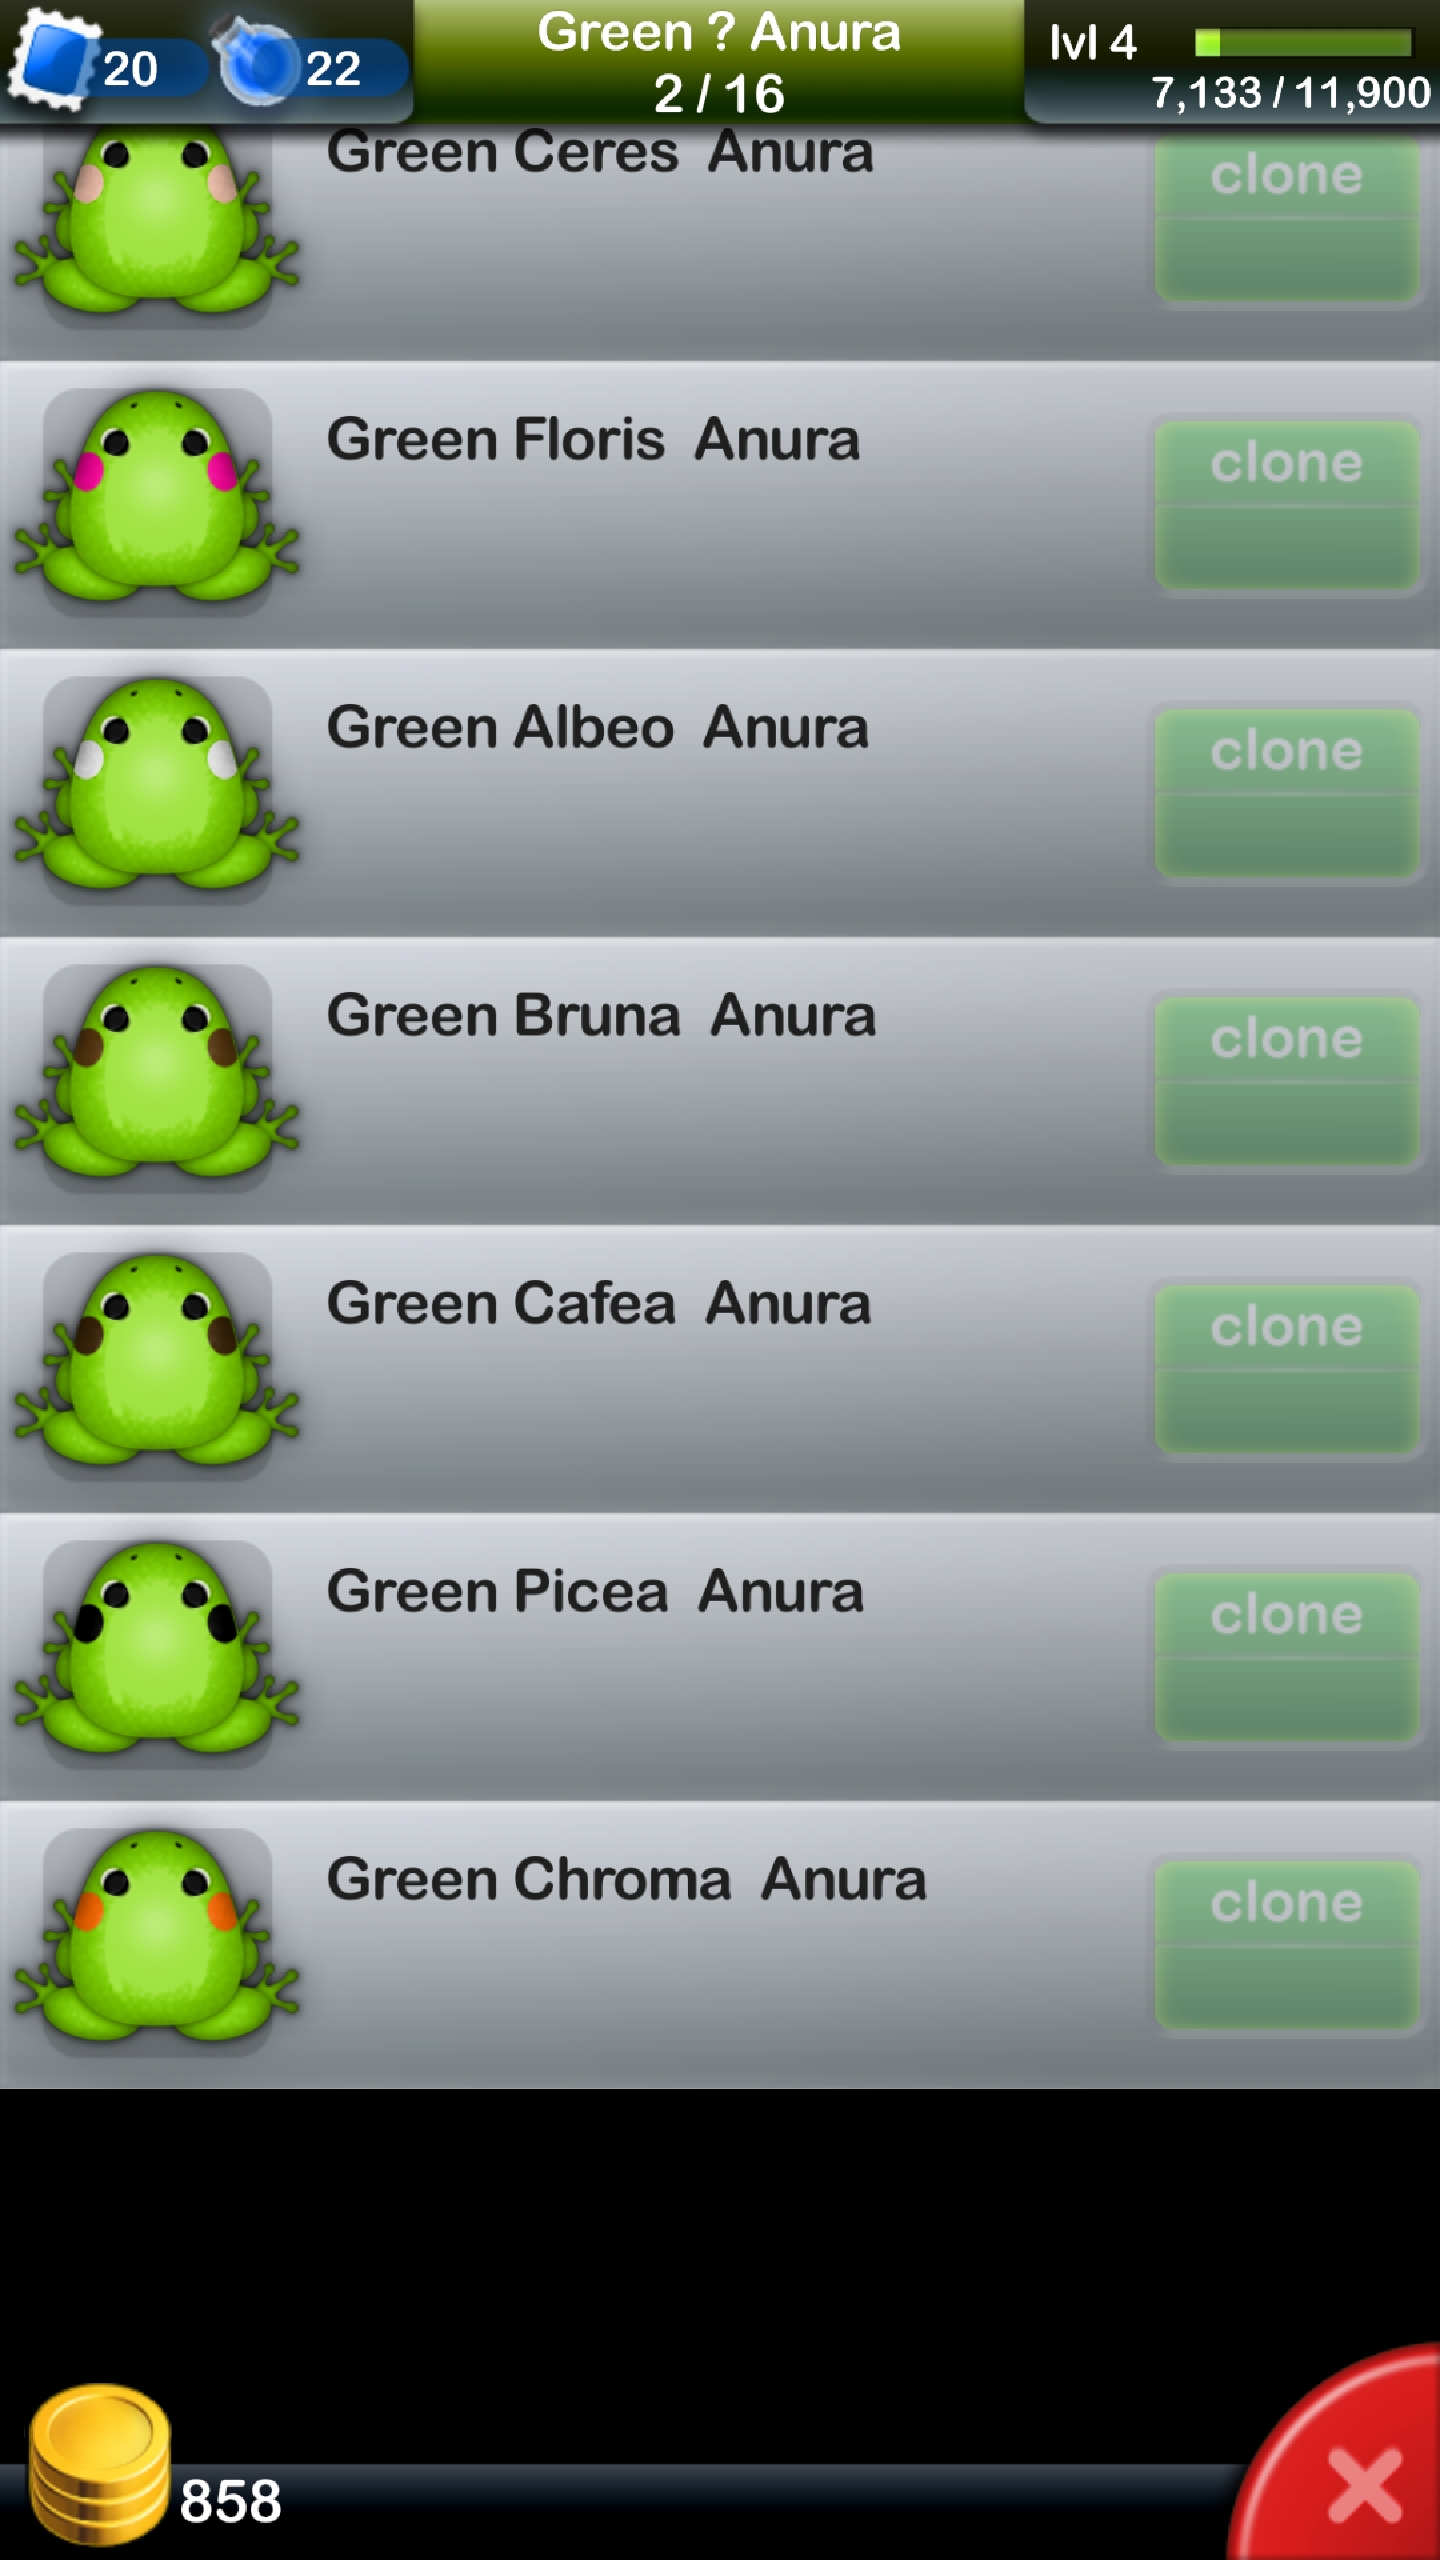 20
22
Green ? Anura
2 / 16
lvl 4
7,133 / 11,900
Green Ceres Anura
clone
Green Floris Anura
clone
Green Albeo Anura
clone
Green Bruna Anura
clone
Green Cafea Anura
clone
Green Picea Anura
clone
Green Chroma Anura
clone
858